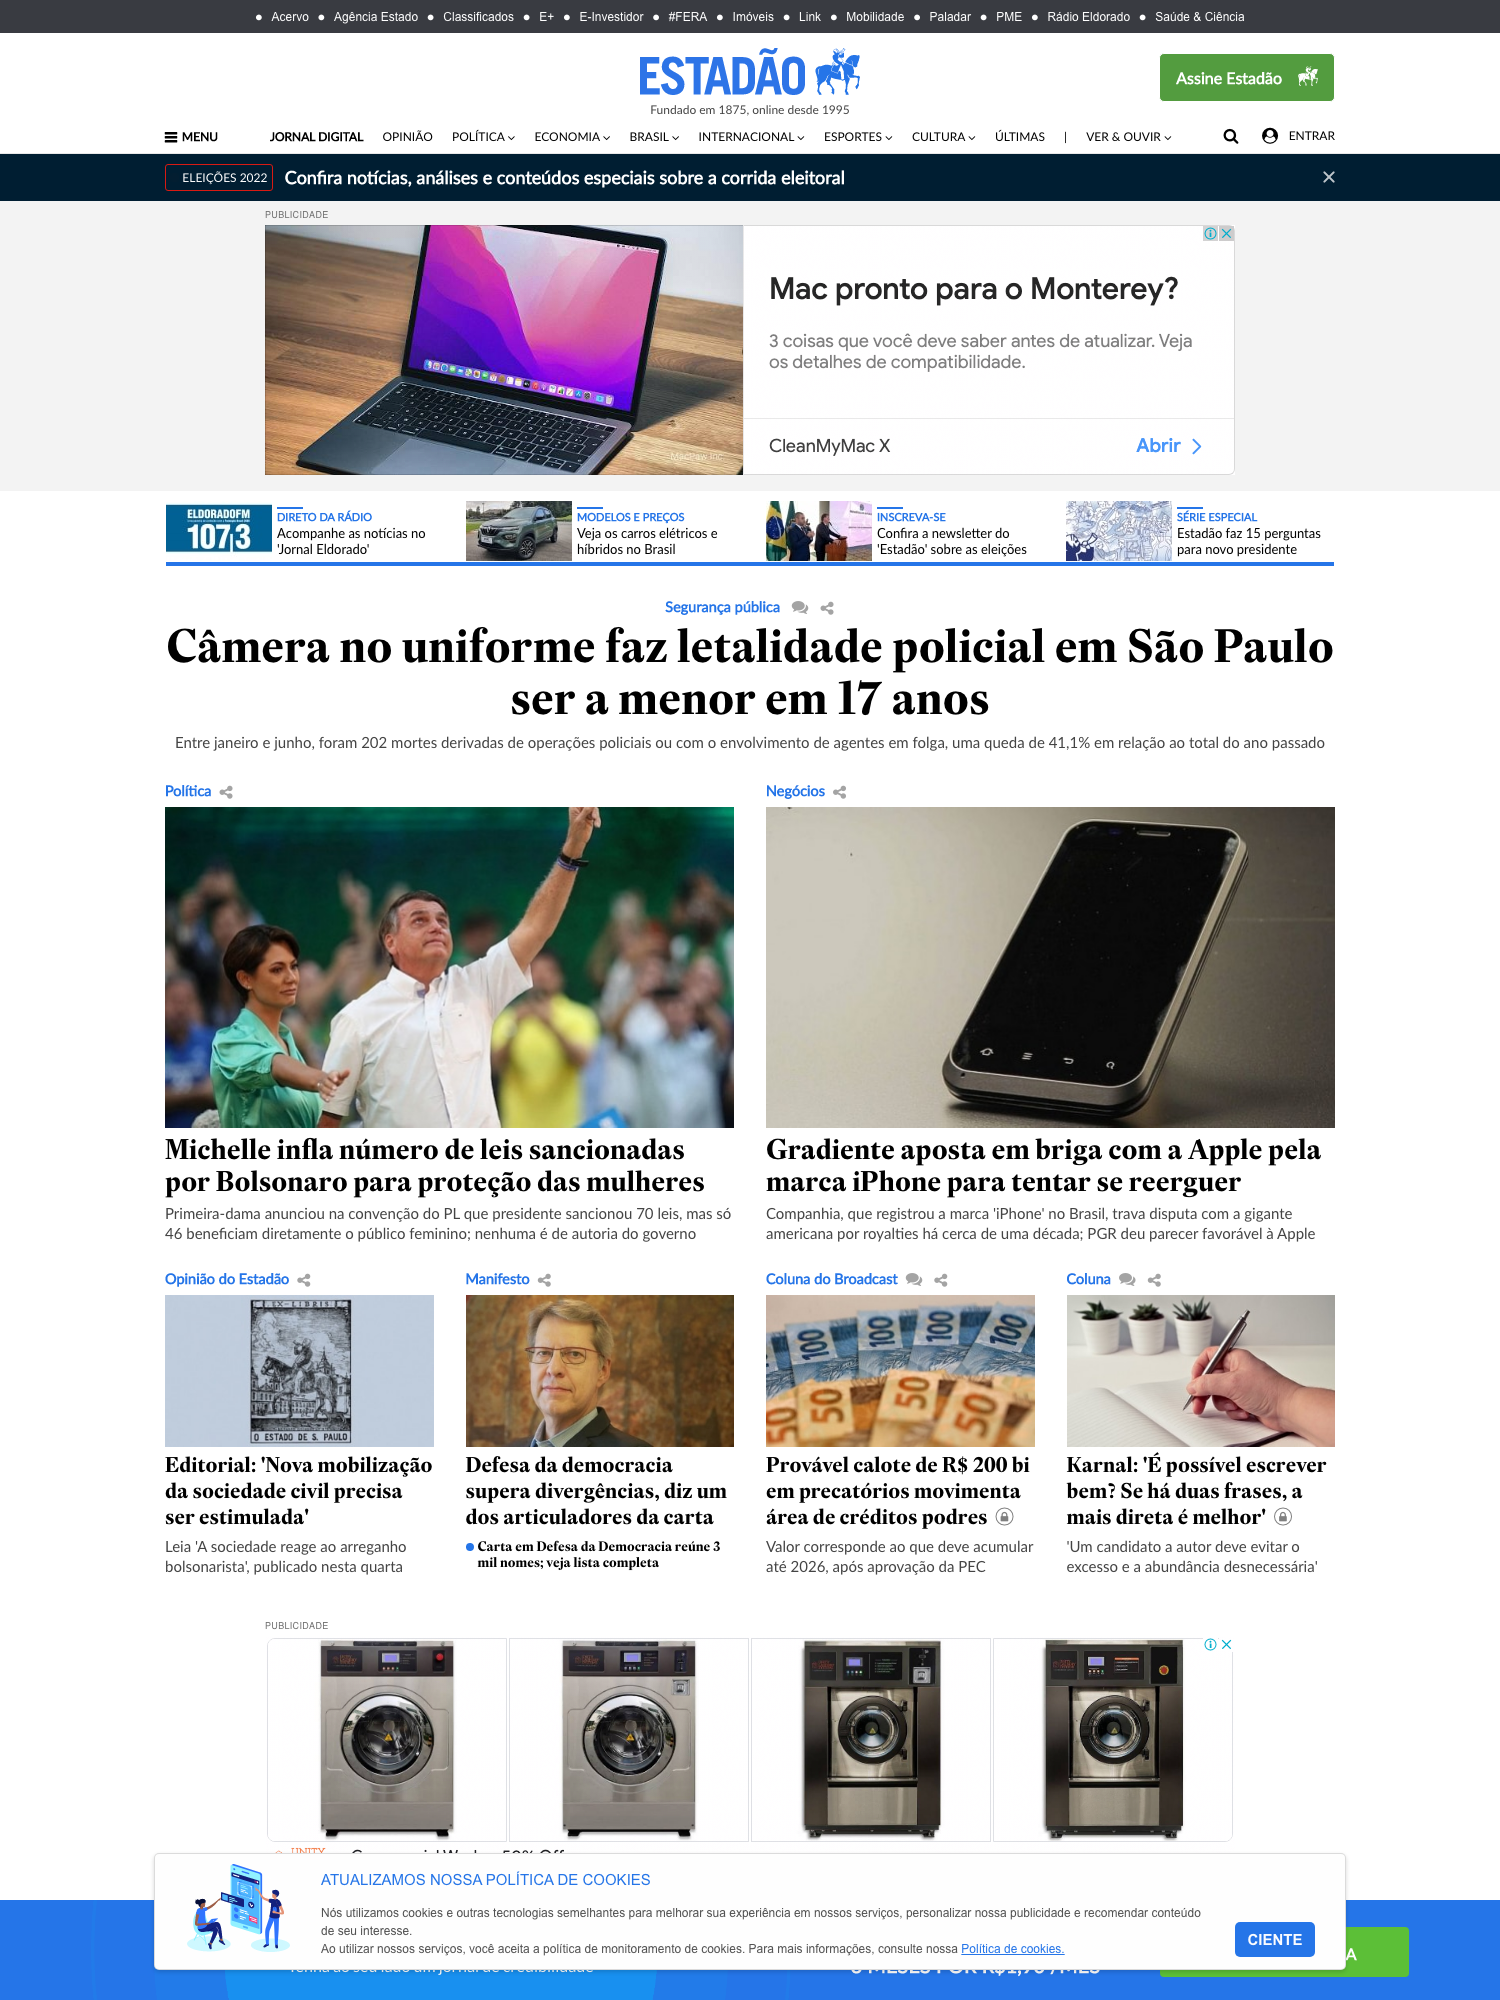 Acervo Agência Estado Classificados E+ E-Investidor #FERA Imóveis Link Mobilidade Paladar PME Rádio Eldorado Saúde & Ciência
ESTADÃO
Fundado em 1875, online desde 1995
Assine Estadão
MENU JORNAL DIGITAL OPINIÃO POLÍTICA ECONOMIA BRASIL INTERNACIONAL ESPORTES CULTURA ÚLTIMAS | VER & OUVIR ENTRAR
ELEIÇÕES 2022 Confira notícias, análises e conteúdos especiais sobre a corrida eleitoral
PUBLICIDADE
Mac pronto para o Monterey?
3 coisas que você deve saber antes de atualizar. Veja
os detalhes de compatibilidade.
CleanMyMac X
Abrir
ELDORADOFM
107,3
DIRETO DA RÁDIO
Acompanhe as notícias no
'Jornal Eldorado'
MODELOS E PREÇOS
Veja os carros elétricos e
híbridos no Brasil
INSCREVA-SE
Confira a newsletter do
'Estadão' sobre as eleições
SÉRIE ESPECIAL
Estadão faz 15 perguntas
para novo presidente
Segurança pública
Câmera no uniforme faz letalidade policial em São Paulo
ser a menor em 17 anos
Entre janeiro e junho, foram 202 mortes derivadas de operações policiais ou com o envolvimento de agentes em folga, uma queda de 41,1% em relação ao total do ano passado
Política
Michelle infla número de leis sancionadas
por Bolsonaro para proteção das mulheres
Primeira-dama anunciou na convenção do PL que presidente sancionou 70 leis, mas só
46 beneficiam diretamente o público feminino; nenhuma é de autoria do governo
Negócios
Gradiente aposta em briga com a Apple pela
marca iPhone para tentar se reerguer
Companhia, que registrou a marca 'iPhone' no Brasil, trava disputa com a gigante
americana por royalties há cerca de uma década; PGR deu parecer favorável à Apple
Opinião do Estadão
EX-LIBRIS
O ESTADO DE S. PAULO
Editorial: 'Nova mobilização
da sociedade civil precisa
ser estimulada'
Leia 'A sociedade reage ao arreganho
bolsonarista', publicado nesta quarta
Manifesto
Defesa da democracia
supera divergências, diz um
dos articuladores da carta
Carta em Defesa da Democracia reúne 3
mil nomes; veja lista completa
Coluna do Broadcast
100 100 100 100
50 50 50 50
Provável calote de R$ 200 bi
em precatórios movimenta
área de créditos podres
Valor corresponde ao que deve acumular
até 2026, após aprovação da PEC
Coluna
Karnal: 'É possível escrever
bem? Se há duas frases, a
mais direta é melhor'
'Um candidato a autor deve evitar o
excesso e a abundância desnecessária'
PUBLICIDADE
ATUALIZAMOS NOSSA POLÍTICA DE COOKIES
Nós utilizamos cookies e outras tecnologias semelhantes para melhorar sua experiência em nossos serviços, personalizar nossa publicidade e recomendar conteúdo
de seu interesse.
Ao utilizar nossos serviços, você aceita a política de monitoramento de cookies. Para mais informações, consulte nossa Política de cookies.
CIENTE